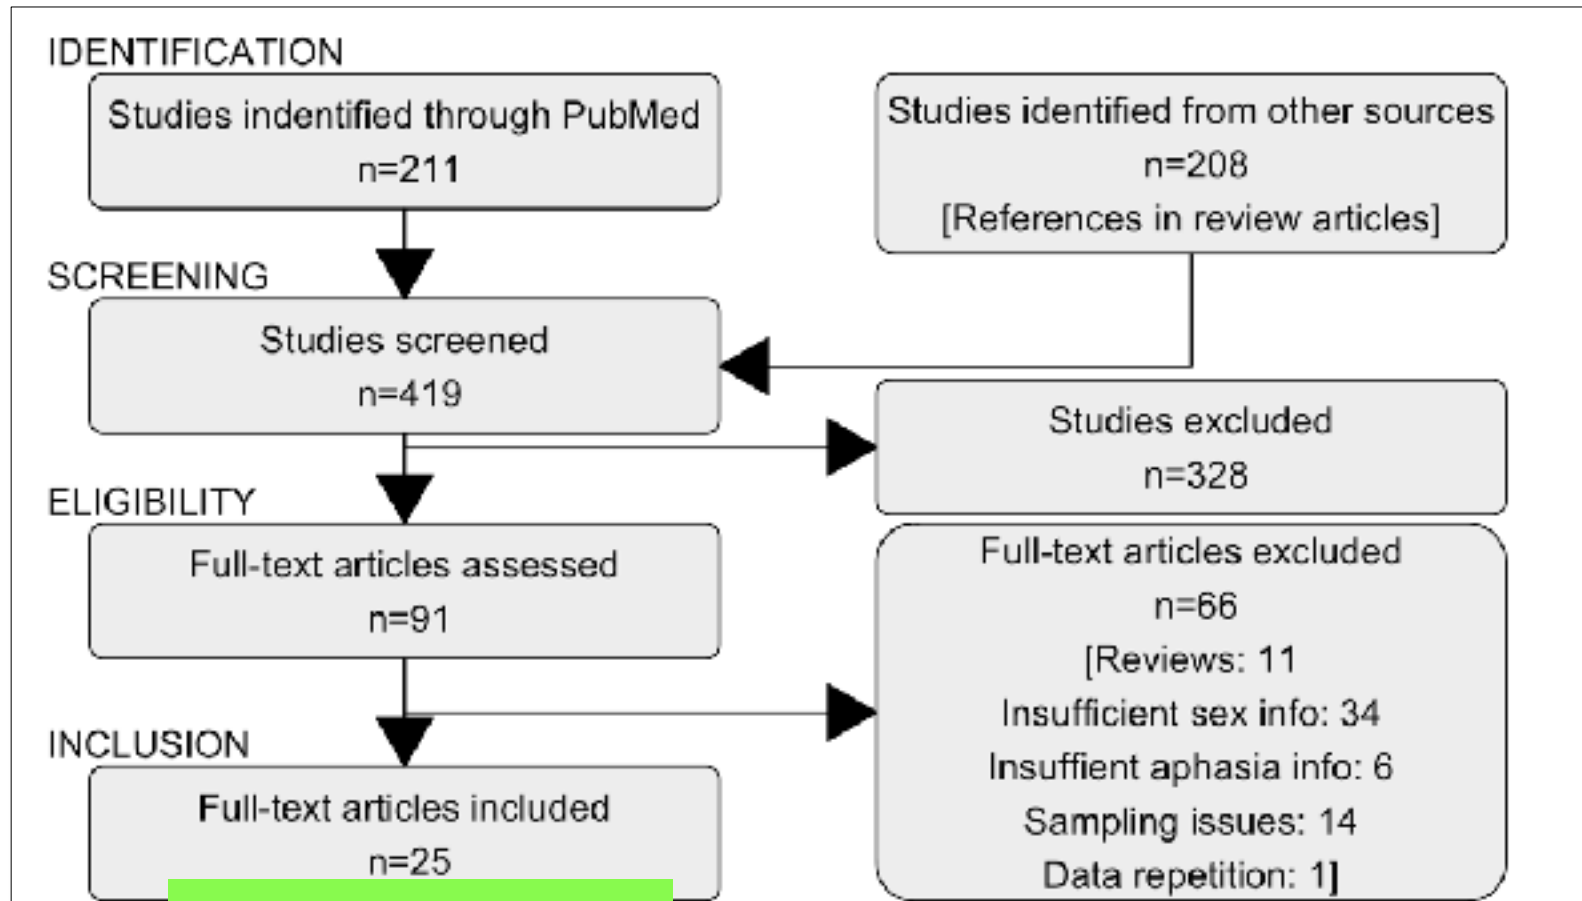 IDENTIFICATION
Studies indentified through PubMed
n=211
Studies identified from other sources
n=208
[References in review articles]
SCREENING
Studies screened
n=419
Studies excluded
n=328
ELIGIBILITY
Full-text articles assessed
n=91
Full-text articles excluded
n=66
[Reviews: 11
Insufficient sex info: 34
Insuffient aphasia info: 6
Sampling issues: 14
Data repetition: 1]
INCLUSION
Full-text articles included
n=25